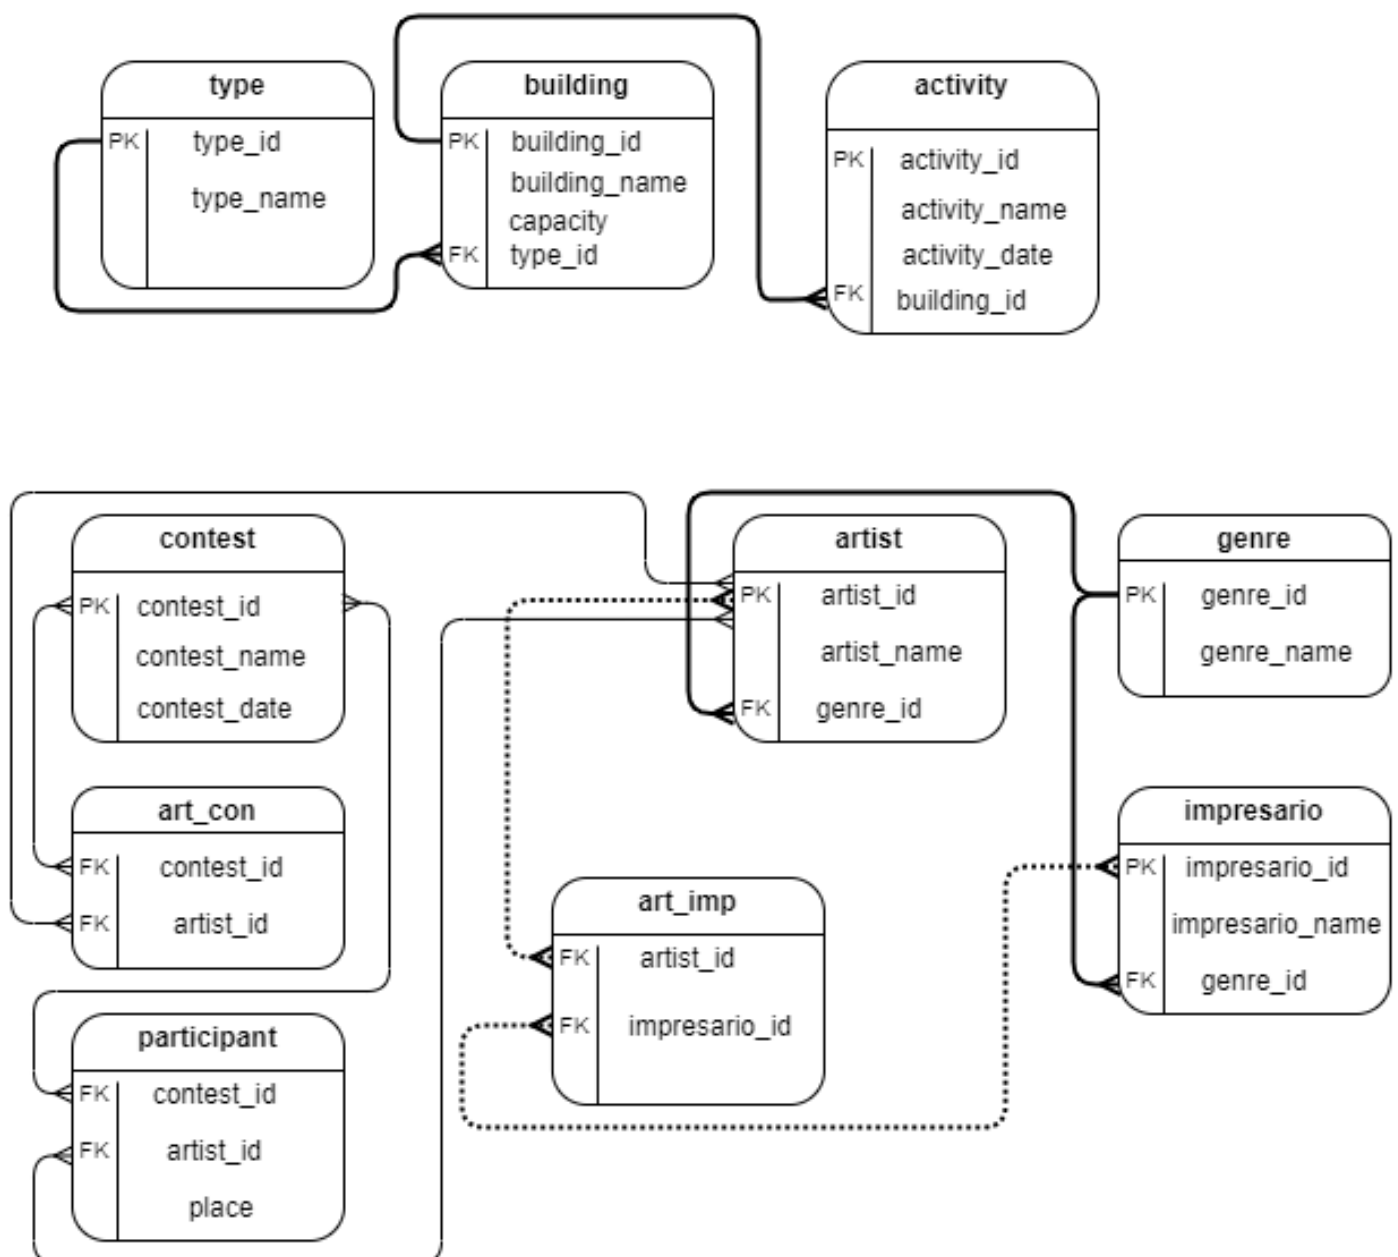 type
PK type_id
type_name
building
PK building_id
building_name
capacity
FK type_id
activity
PK activity_id
activity_name
activity_date
FK building_id
contest
PK contest_id
contest_name
contest_date
artist
PK artist_id
artist_name
FK genre_id
genre
PK genre_id
genre_name
art_con
FK contest_id
FK artist_id
art_imp
FK artist_id
FK impresario_id
impresario
PK impresario_id
impresario_name
FK genre_id
participant
FK contest_id
FK artist_id
place